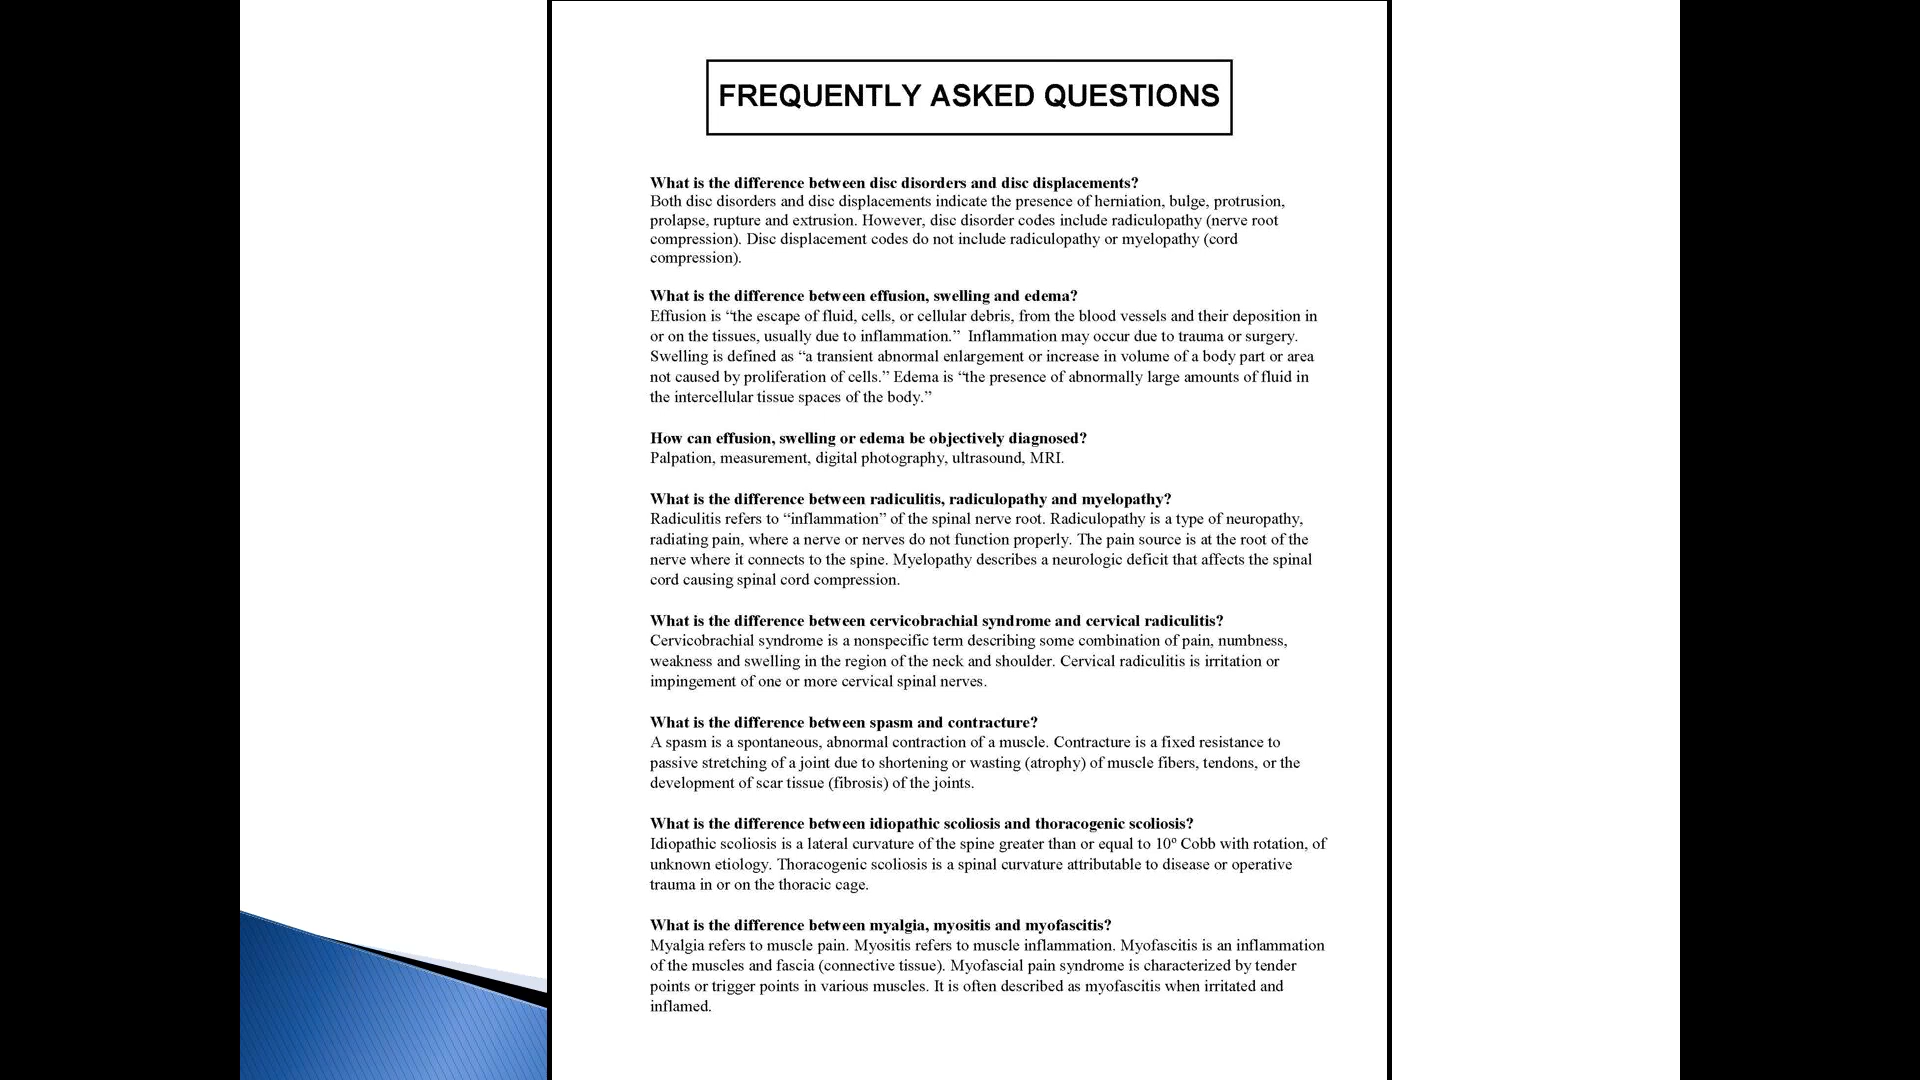 FREQUENTLY ASKED QUESTIONS
What is the difference between disc disorders and disc displacements?
Both disc disorders and disc displacements indicate the presence of herniation, bulge, protrusion,
prolapse, rupture and extrusion. However, disc disorder codes include radiculopathy (nerve root
compression). Disc displacement codes do not include radiculopathy or myelopathy (cord
compression).
What is the difference between effusion, swelling and edema?
Effusion is “the escape of fluid, cells, or cellular debris, from the blood vessels and their deposition in
or on the tissues, usually due to inflammation.”  Inflammation may occur due to trauma or surgery.
Swelling is defined as “a transient abnormal enlargement or increase in volume of a body part or area
not caused by proliferation of cells.” Edema is “the presence of abnormally large amounts of fluid in
the intercellular tissue spaces of the body.”
How can effusion, swelling or edema be objectively diagnosed?
Palpation, measurement, digital photography, ultrasound, MRI.
What is the difference between radiculitis, radiculopathy and myelopathy?
Radiculitis refers to “inflammation” of the spinal nerve root. Radiculopathy is a type of neuropathy,
radiating pain, where a nerve or nerves do not function properly. The pain source is at the root of the
nerve where it connects to the spine. Myelopathy describes a neurologic deficit that affects the spinal
cord causing spinal cord compression.
What is the difference between cervicobrachial syndrome and cervical radiculitis?
Cervicobrachial syndrome is a nonspecific term describing some combination of pain, numbness,
weakness and swelling in the region of the neck and shoulder. Cervical radiculitis is irritation or
impingement of one or more cervical spinal nerves.
What is the difference between spasm and contracture?
A spasm is a spontaneous, abnormal contraction of a muscle. Contracture is a fixed resistance to
passive stretching of a joint due to shortening or wasting (atrophy) of muscle fibers, tendons, or the
development of scar tissue (fibrosis) of the joints.
What is the difference between idiopathic scoliosis and thoracogenic scoliosis?
Idiopathic scoliosis is a lateral curvature of the spine greater than or equal to 10º Cobb with rotation, of
unknown etiology. Thoracogenic scoliosis is a spinal curvature attributable to disease or operative
trauma in or on the thoracic cage.
What is the difference between myalgia, myositis and myofascitis?
Myalgia refers to muscle pain. Myositis refers to muscle inflammation. Myofascitis is an inflammation
of the muscles and fascia (connective tissue). Myofascial pain syndrome is characterized by tender
points or trigger points in various muscles. It is often described as myofascitis when irritated and
inflamed.